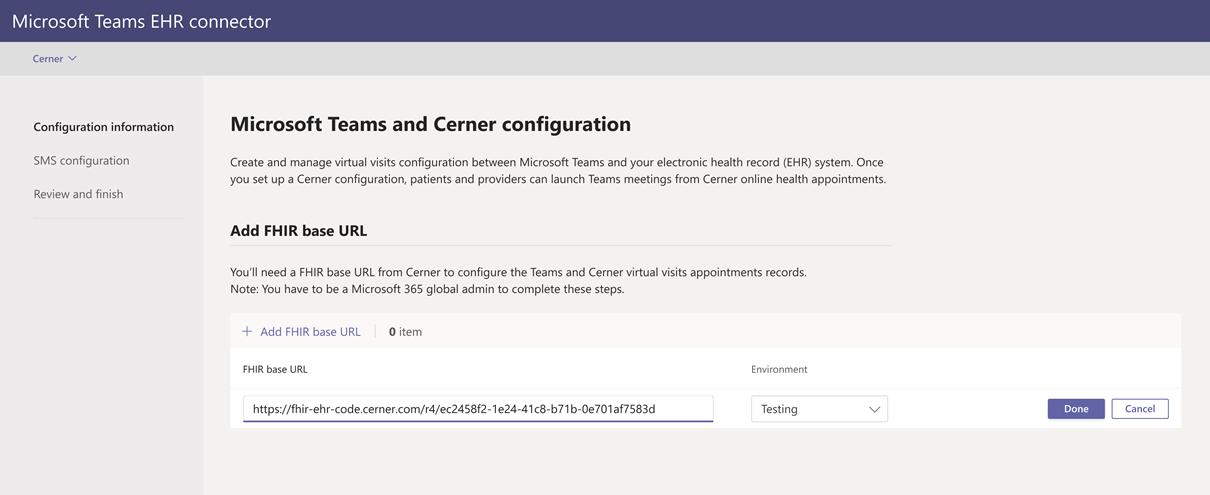 Microsoft Teams EHR connector
Cerner
Configuration information
SMS configuration
Review and finish
Microsoft Teams and Cerner configuration
Create and manage virtual visits configuration between Microsoft Teams and your electronic health record (EHR) system. Once
you set up a Cerner configuration, patients and providers can launch Teams meetings from Cerner online health appointments.
Add FHIR base URL
You'll need a FHIR base URL from Cerner to configure the Teams and Cerner virtual visits appointments records.
Note: You have to be a Microsoft 365 global admin to complete these steps.
+ Add FHIR base URL | 0 item
FHIR base URL Environment
https://fhir-ehr-code.cerner.com/r4/ec2458f2-1e24-41c8-b71b-0e701af7583d Testing Done Cancel